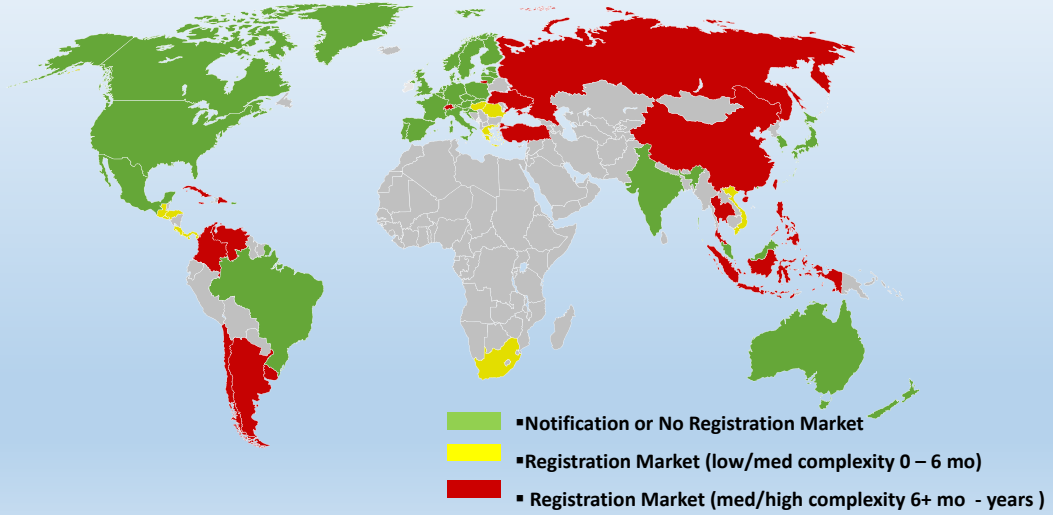 ▪Notification or No Registration Market
▪Registration Market (low/med complexity 0 – 6 mo)
▪ Registration Market (med/high complexity 6+ mo - years )